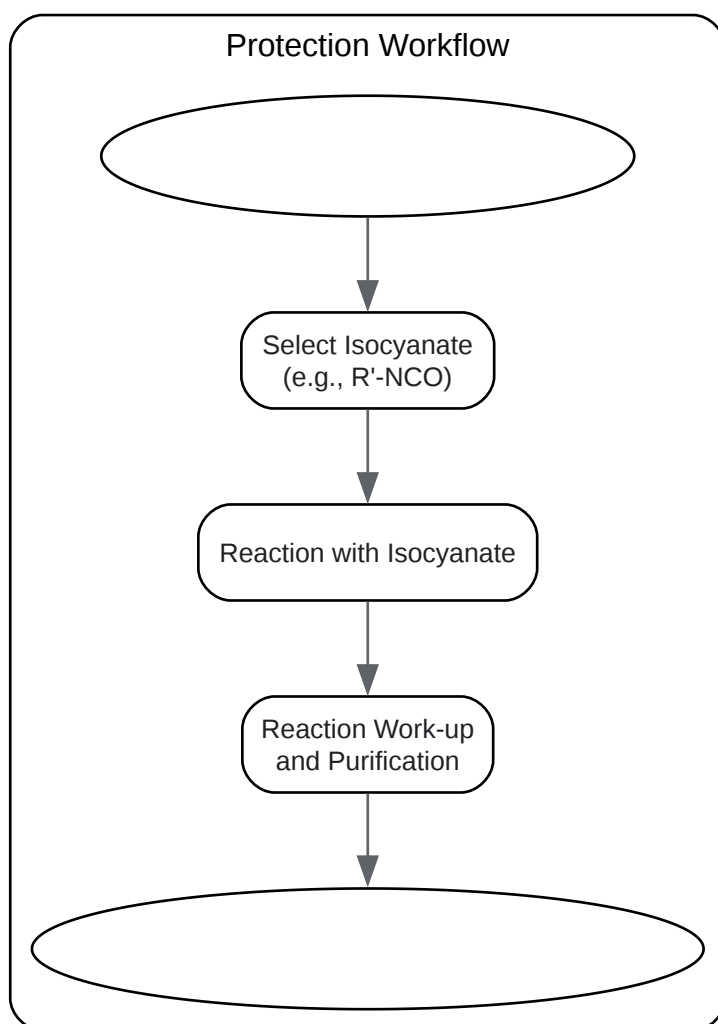 Protection Workflow
Select Isocyanate
(e.g., R'-NCO)
Reaction with Isocyanate
Reaction Work-up
and Purification